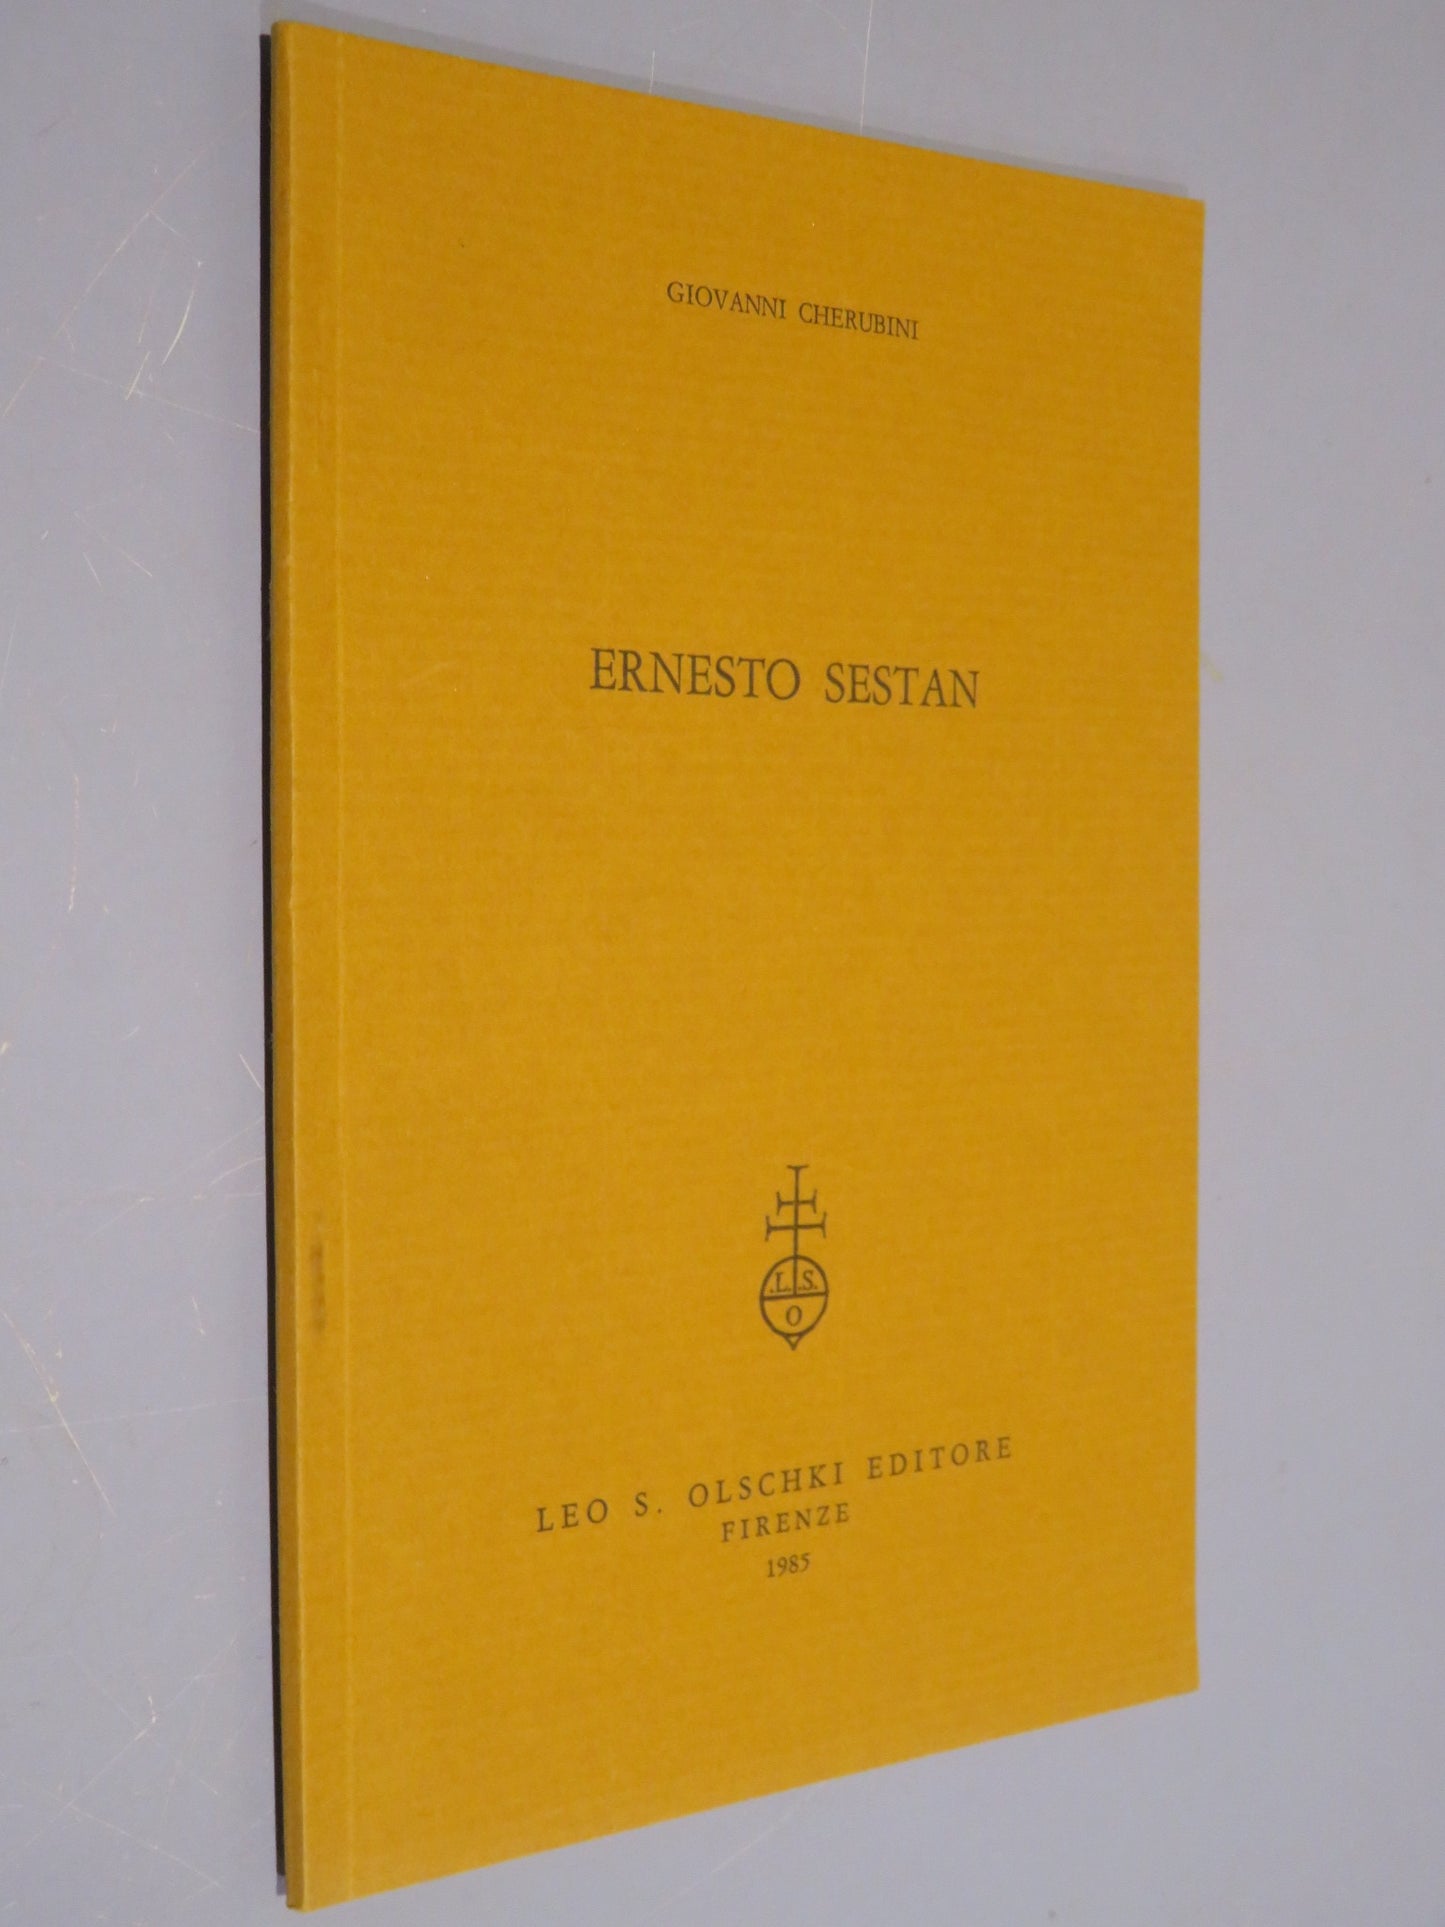 GIOVANNI CHERUBINI
ERNESTO SESTAN
.L. .S.
O
LEO S. OLSCHKI EDITORE
FIRENZE
1985